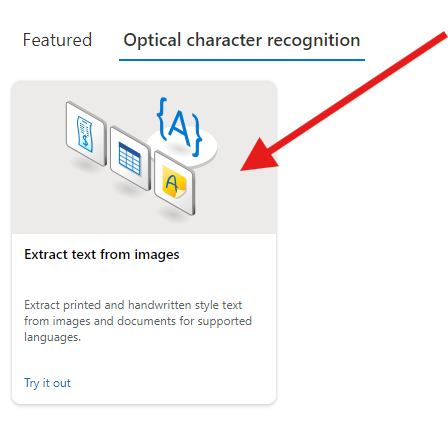 Featured Optical character recognition
{A}
A
Extract text from images
Extract printed and handwritten style text
from images and documents for supported
languages.
Try it out